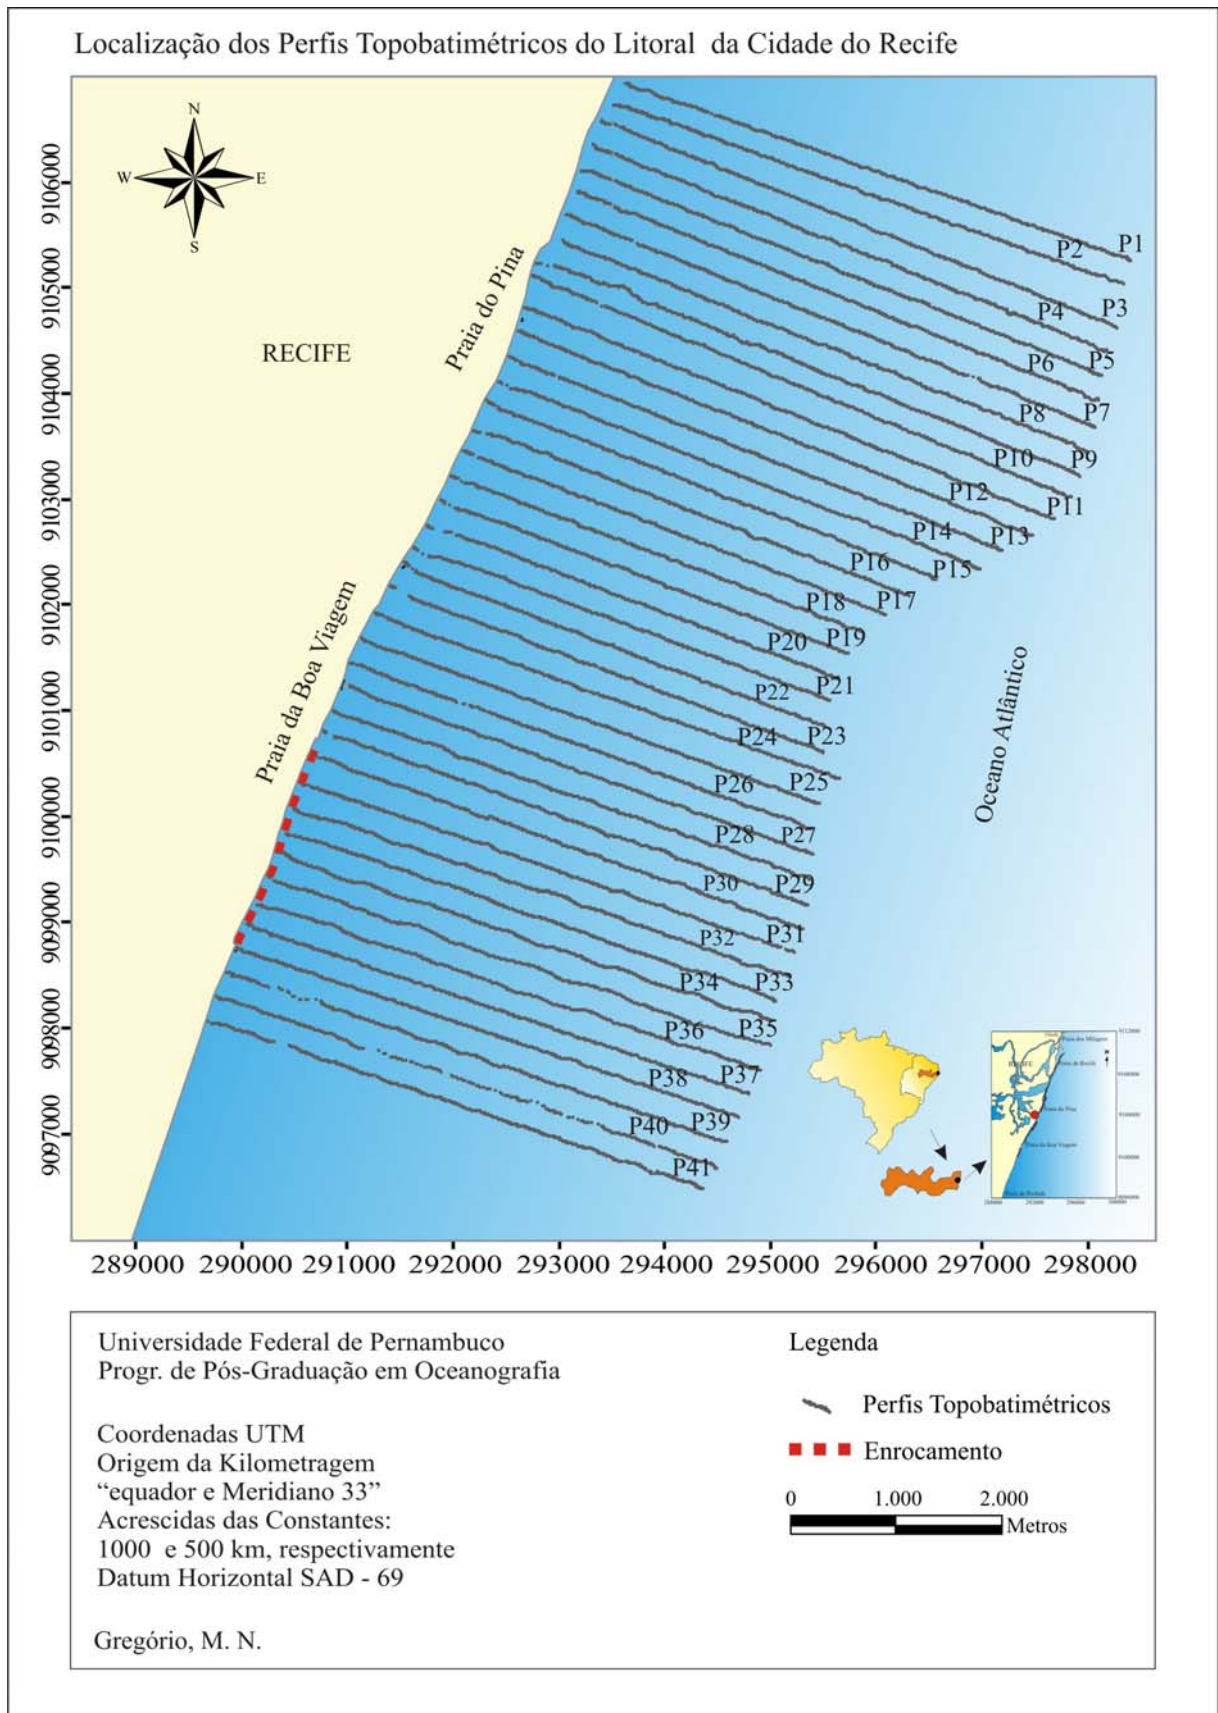 Localização dos Perfis Topobatimétricos do Litoral da Cidade do Recife
N
W E
S
RECIFE
Praia do Pina
Praia da Boa Viagem
Oceano Atlântico
P1
P2
P3
P4
P5
P6
P7
P8
P9
P10
P11
P12
P13
P14
P15
P16
P17
P18
P19
P20
P21
P22
P23
P24
P25
P26
P27
P28
P29
P30
P31
P32
P33
P34
P35
P36
P37
P38
P39
P40
P41
9106000
9105000
9104000
9103000
9102000
9101000
9100000
9099000
9098000
9097000
289000 290000 291000 292000 293000 294000 295000 296000 297000 298000
RECIFE
N
Universidade Federal de Pernambuco
Progr. de Pós-Graduação em Oceanografia
Coordenadas UTM
Origem da Kilometragem
“equador e Meridiano 33”
Acrescidas das Constantes:
1000 e 500 km, respectivamente
Datum Horizontal SAD - 69
Gregório, M. N.
Legenda
Perfis Topobatimétricos
Enrocamento
0 1.000 2.000
Metros